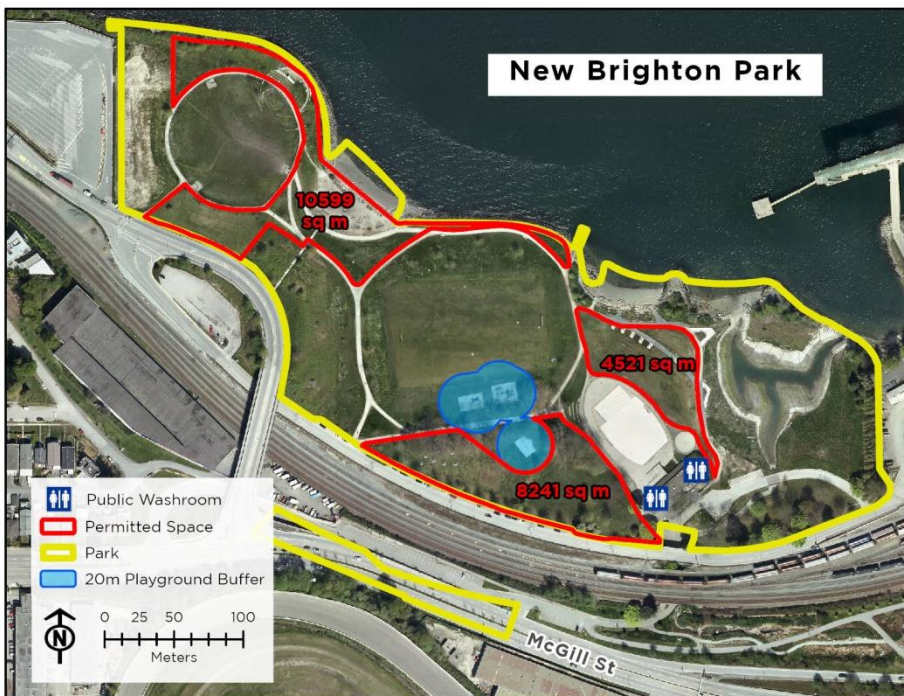 New Brighton Park
10599
sq m
4521 sq m
8241 sq m
Public Washroom
Permitted Space
Park
20m Playground Buffer
N
0 25 50 100
Meters
McGill St